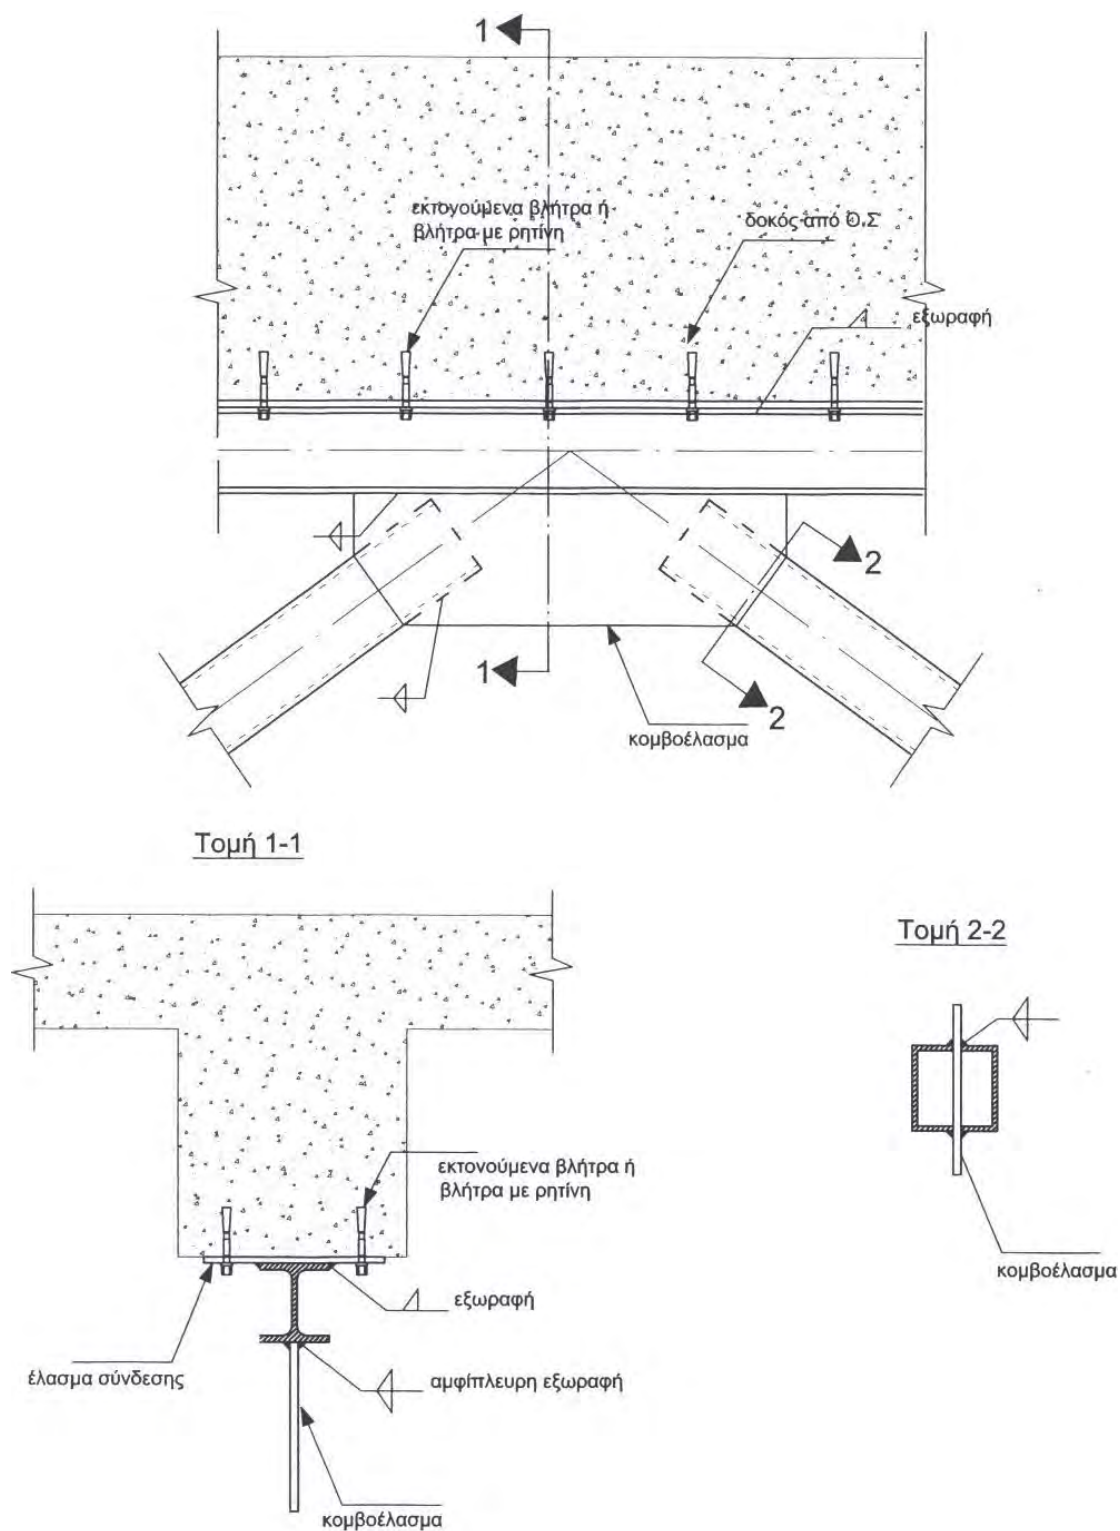 1
εκτογούμενα βλήτρα ή
βλήτρα με ρητίνη
δοκός από Ο.Σ
εξωραφή
2
1
2
κομβοέλασμα
Τομή 1-1
Τομή 2-2
εκτονούμενα βλήτρα ή
βλήτρα με ρητίνη
κομβοέλασμα
εξωραφή
έλασμα σύνδεσης
αμφίπλευρη εξωραφή
κομβοέλασμα